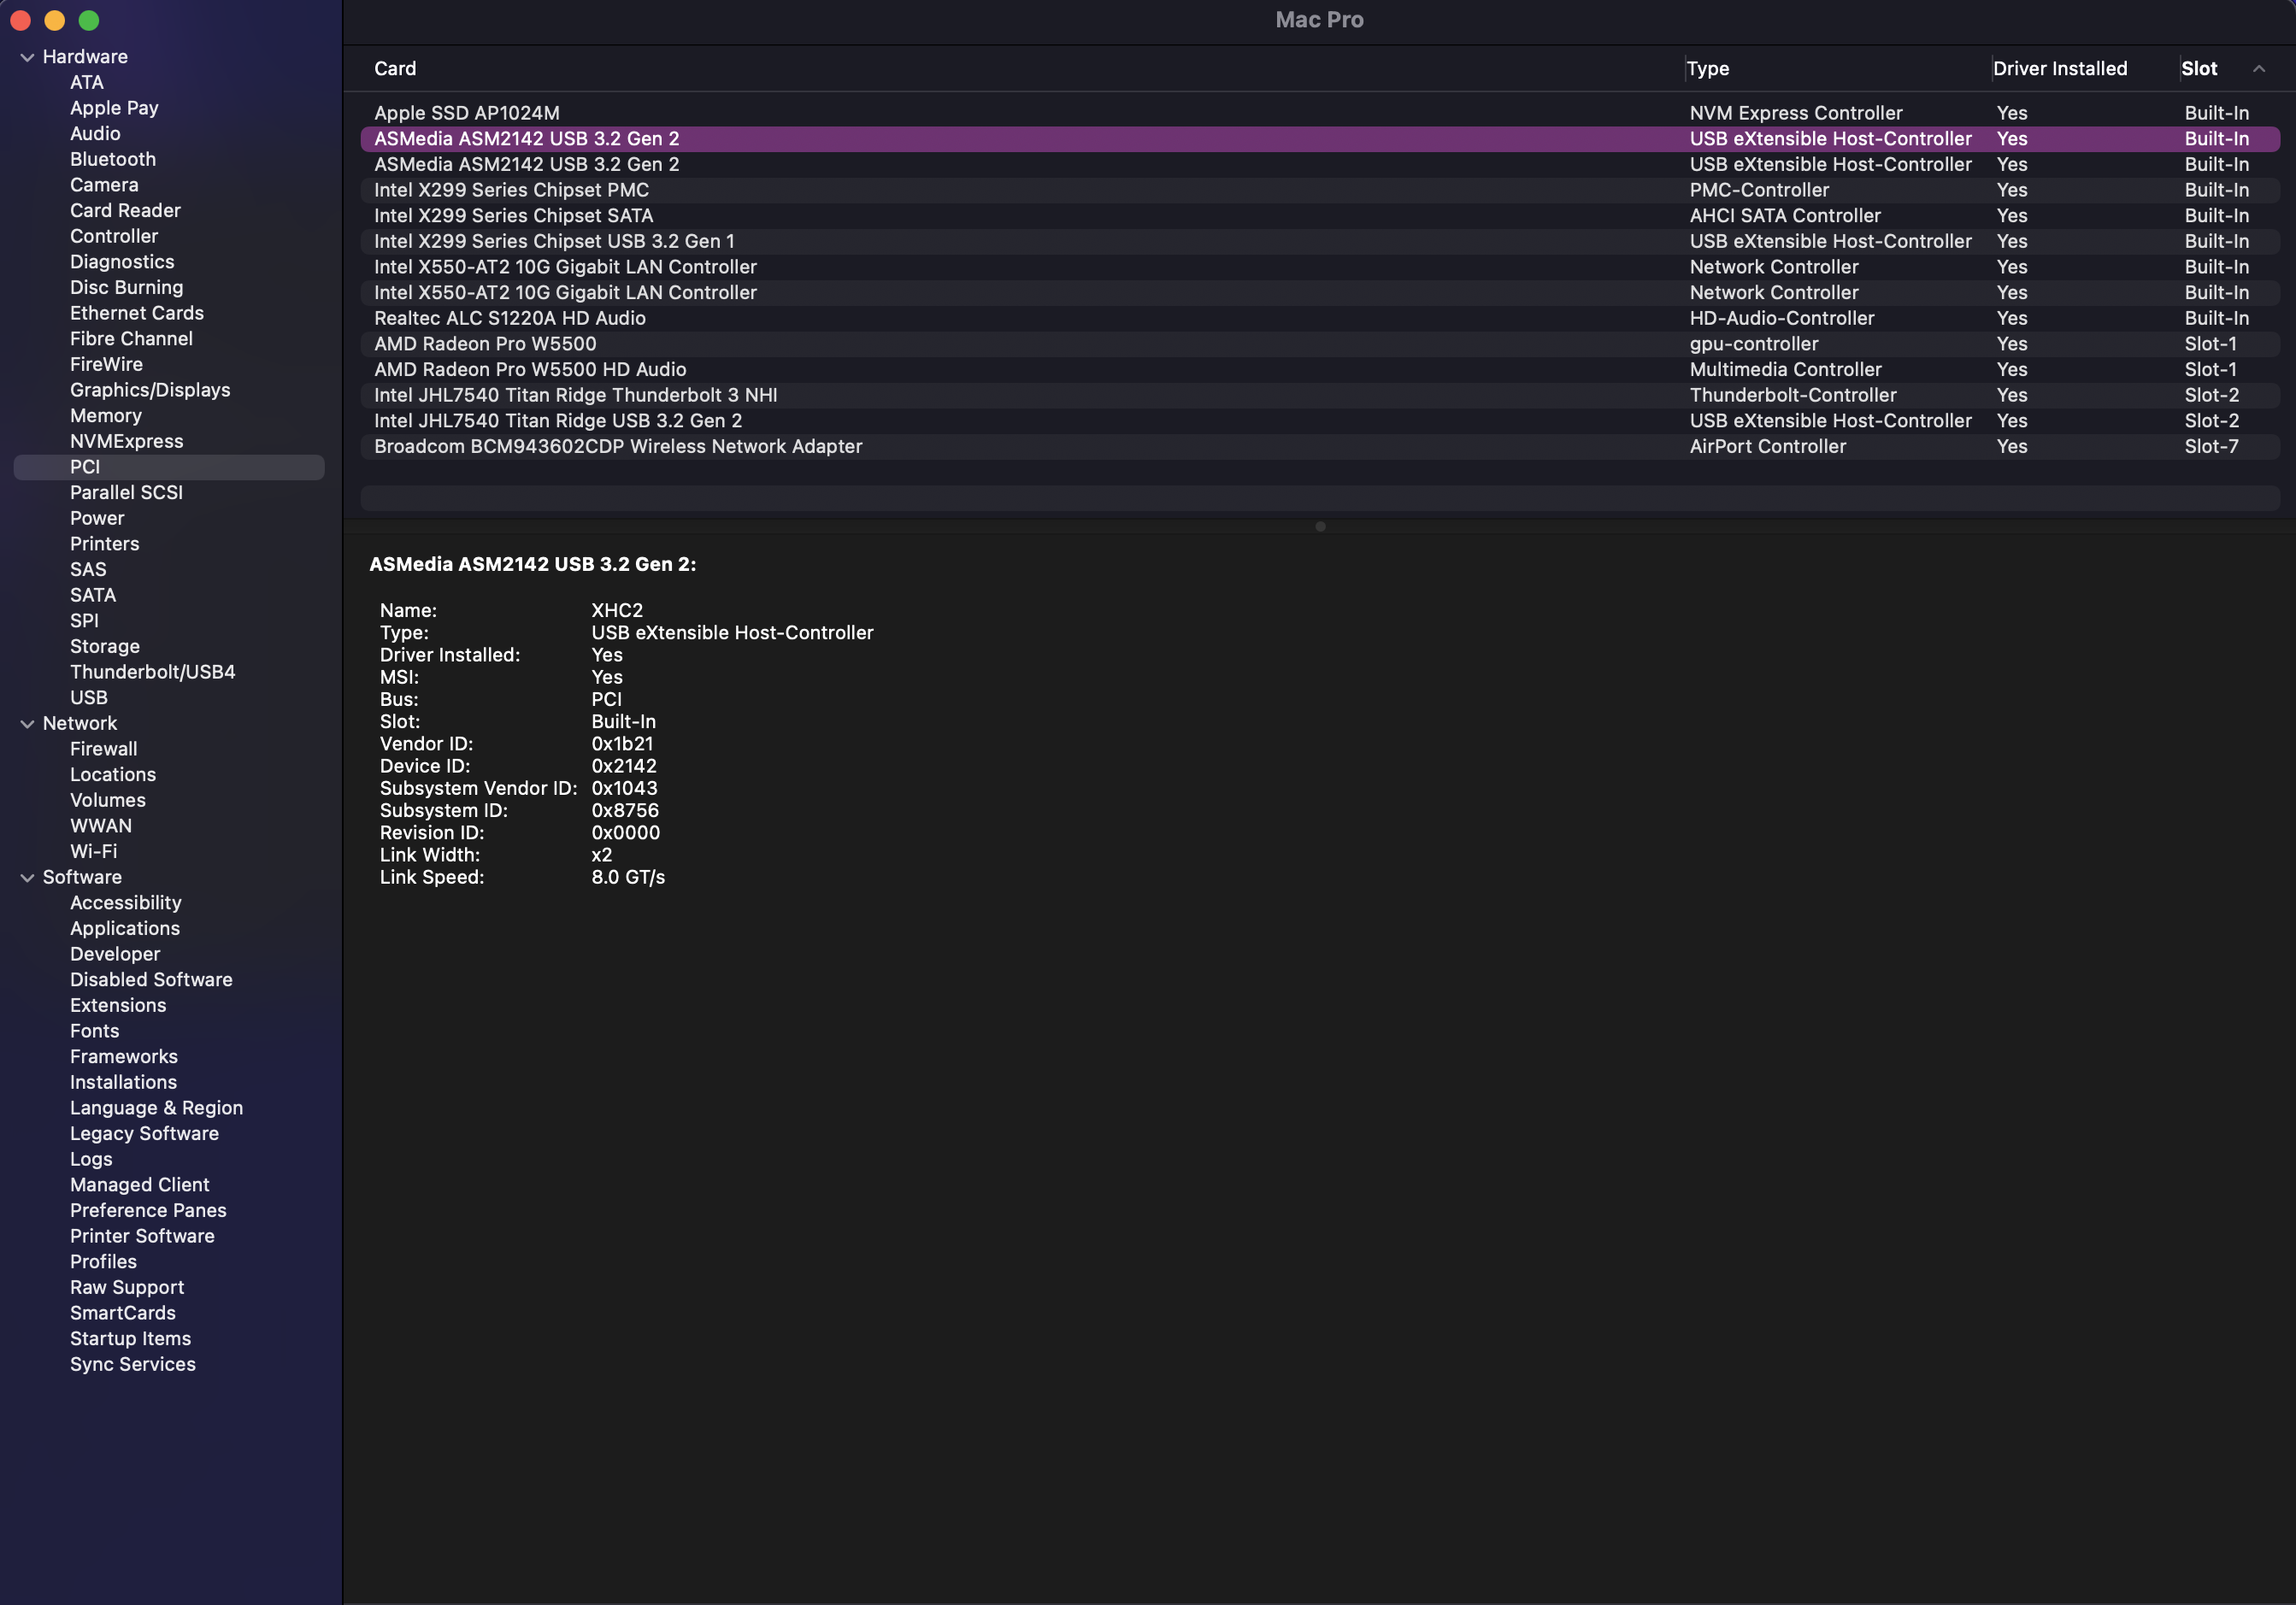 Mac Pro
Hardware
ATA
Apple Pay
Audio
Bluetooth
Camera
Card Reader
Controller
Diagnostics
Disc Burning
Ethernet Cards
Fibre Channel
FireWire
Graphics/Displays
Memory
NVMExpress
PCI
Parallel SCSI
Power
Printers
SAS
SATA
SPI
Storage
Thunderbolt/USB4
USB
Network
Firewall
Locations
Volumes
WWAN
Wi-Fi
Software
Accessibility
Applications
Developer
Disabled Software
Extensions
Fonts
Frameworks
Installations
Language & Region
Legacy Software
Logs
Managed Client
Preference Panes
Printer Software
Profiles
Raw Support
SmartCards
Startup Items
Sync Services
Card Type Driver Installed Slot
Apple SSD AP1024M NVM Express Controller Yes Built-In
ASMedia ASM2142 USB 3.2 Gen 2 USB eXtensible Host-Controller Yes Built-In
ASMedia ASM2142 USB 3.2 Gen 2 USB eXtensible Host-Controller Yes Built-In
Intel X299 Series Chipset PMC PMC-Controller Yes Built-In
Intel X299 Series Chipset SATA AHCI SATA Controller Yes Built-In
Intel X299 Series Chipset USB 3.2 Gen 1 USB eXtensible Host-Controller Yes Built-In
Intel X550-AT2 10G Gigabit LAN Controller Network Controller Yes Built-In
Intel X550-AT2 10G Gigabit LAN Controller Network Controller Yes Built-In
Realtec ALC S1220A HD Audio HD-Audio-Controller Yes Built-In
AMD Radeon Pro W5500 gpu-controller Yes Slot-1
AMD Radeon Pro W5500 HD Audio Multimedia Controller Yes Slot-1
Intel JHL7540 Titan Ridge Thunderbolt 3 NHI Thunderbolt-Controller Yes Slot-2
Intel JHL7540 Titan Ridge USB 3.2 Gen 2 USB eXtensible Host-Controller Yes Slot-2
Broadcom BCM943602CDP Wireless Network Adapter AirPort Controller Yes Slot-7
ASMedia ASM2142 USB 3.2 Gen 2:
Name: XHC2
Type: USB eXtensible Host-Controller
Driver Installed: Yes
MSI: Yes
Bus: PCI
Slot: Built-In
Vendor ID: 0x1b21
Device ID: 0x2142
Subsystem Vendor ID: 0x1043
Subsystem ID: 0x8756
Revision ID: 0x0000
Link Width: x2
Link Speed: 8.0 GT/s